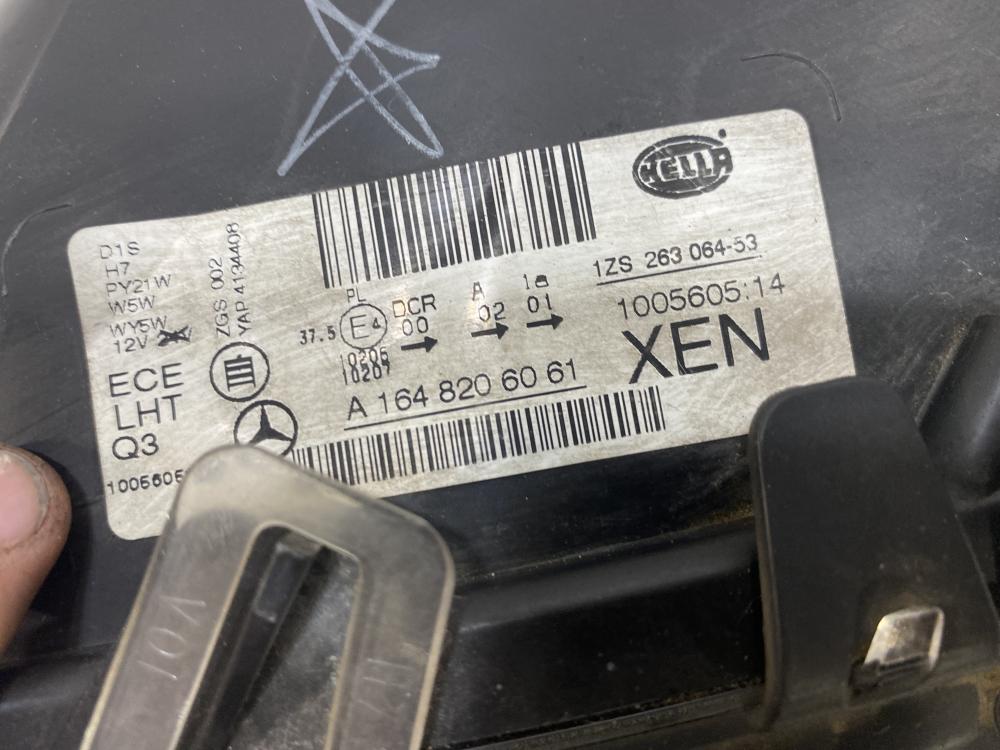 D1S
H7
PY21W
W5W
WY5W
12V
ECE
LHT
Q3
ZGS 002
YAP 4134408
PL
37.5
E4
DCR
00
A
02
1a
01
10206
10207
A 164 820 60 61
HELLA
1ZS 263 064-53
1005605:14
XEN